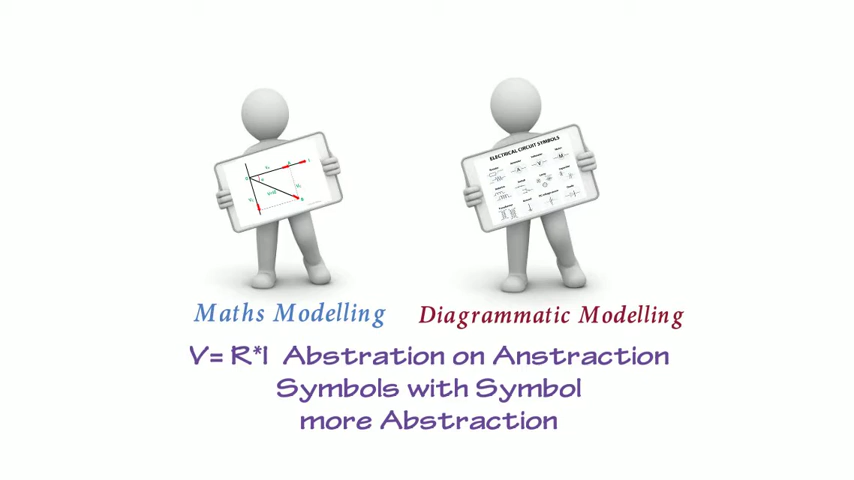 ELECTRICAL CIRCUIT SYMBOLS
Maths Modelling
Diagrammatic Modelling
V= R*I Abstration on Anstraction
Symbols with Symbol
more Abstraction